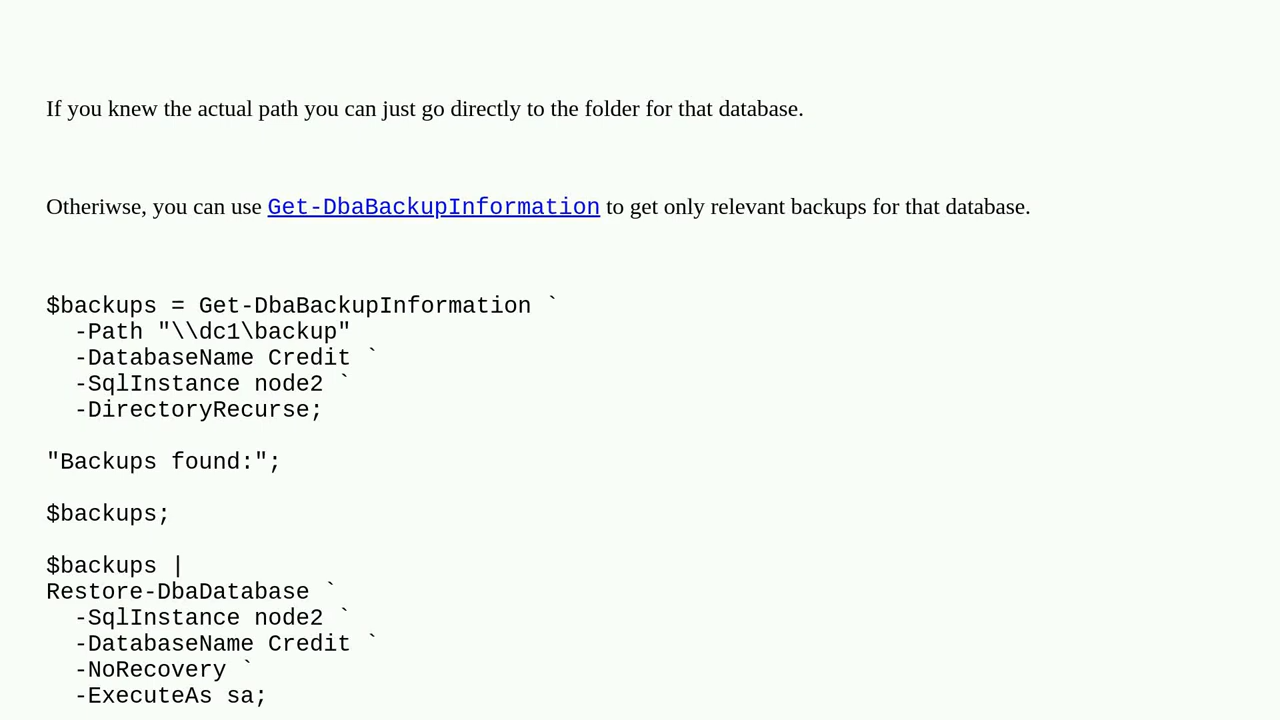 If you knew the actual path you can just go directly to the folder for that database.
Otheriwse, you can use Get-DbaBackupInformation to get only relevant backups for that database.
$backups = Get-DbaBackupInformation `
  -Path "\\dc1\backup"
  -DatabaseName Credit `
  -SqlInstance node2 `
  -DirectoryRecurse;
"Backups found:";
$backups;
$backups |
Restore-DbaDatabase `
  -SqlInstance node2 `
  -DatabaseName Credit `
  -NoRecovery `
  -ExecuteAs sa;